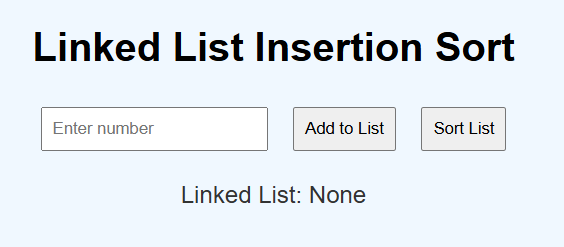 Linked List Insertion Sort
Enter number Add to List Sort List
Linked List: None